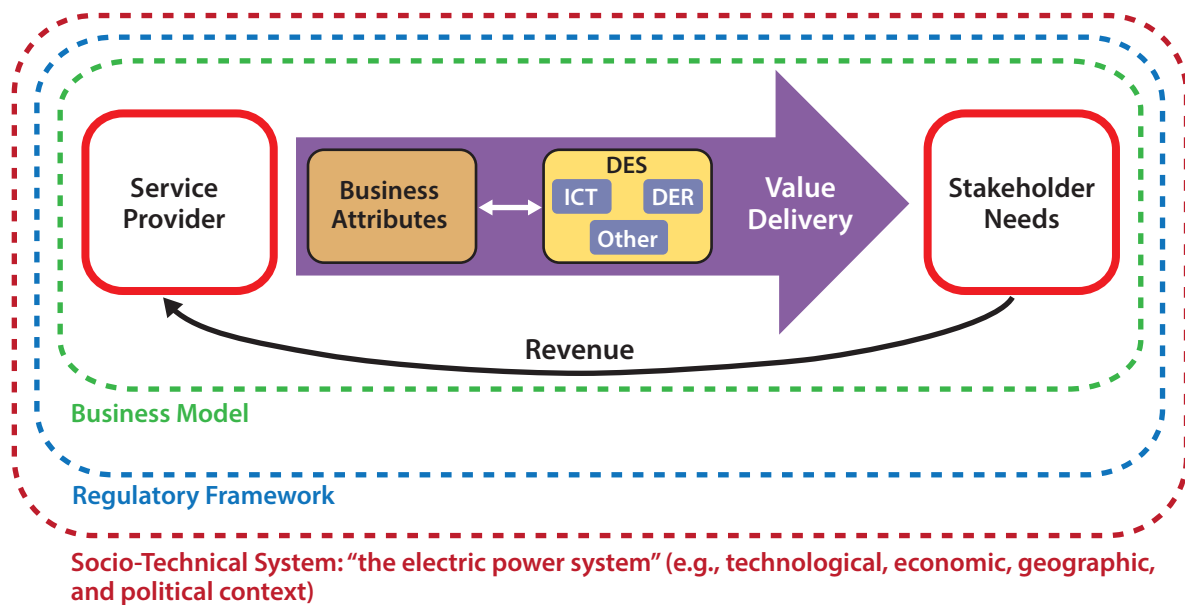 Service
Provider
Business
Attributes
DES
ICT
DER
Other
Value
Delivery
Stakeholder
Needs
Revenue
Business Model
Regulatory Framework
Socio-Technical System: “the electric power system” (e.g., technological, economic, geographic,
and political context)